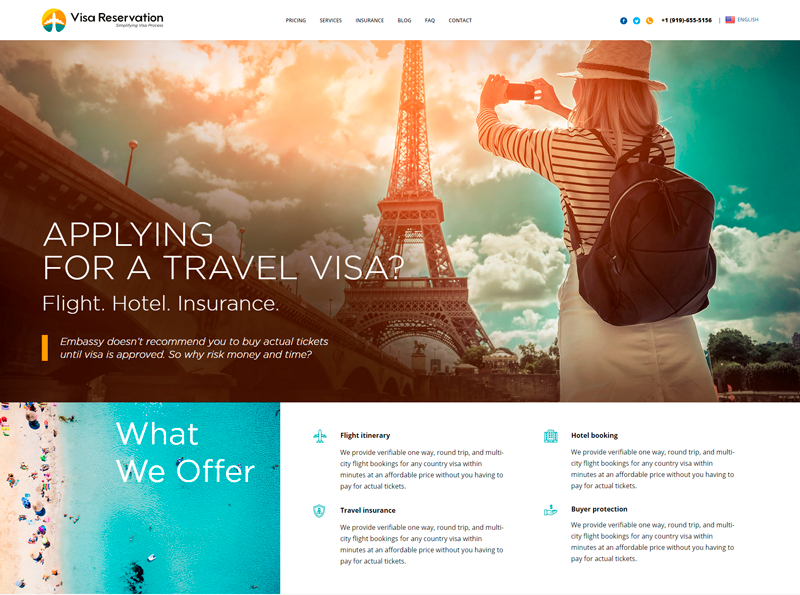 Visa Reservation
Simplifying Visa Process
PRICING SERVICES INSURANCE BLOG FAQ CONTACT
+1 (919)-655-5156 | ENGLISH
APPLYING
FOR A TRAVEL VISA?
Flight. Hotel. Insurance.
Embassy doesn't recommend you to buy actual tickets
until visa is approved. So why risk money and time?
What
We Offer
Flight itinerary
We provide verifiable one way, round trip, and multi-
city flight bookings for any country visa within
minutes at an affordable price without you having to
pay for actual tickets.
Hotel booking
We provide verifiable one way, round trip, and multi-
city flight bookings for any country visa within
minutes at an affordable price without you having to
pay for actual tickets.
Travel insurance
We provide verifiable one way, round trip, and multi-
city flight bookings for any country visa within
minutes at an affordable price without you having to
pay for actual tickets.
Buyer protection
We provide verifiable one way, round trip, and multi-
city flight bookings for any country visa within
minutes at an affordable price without you having to
pay for actual tickets.